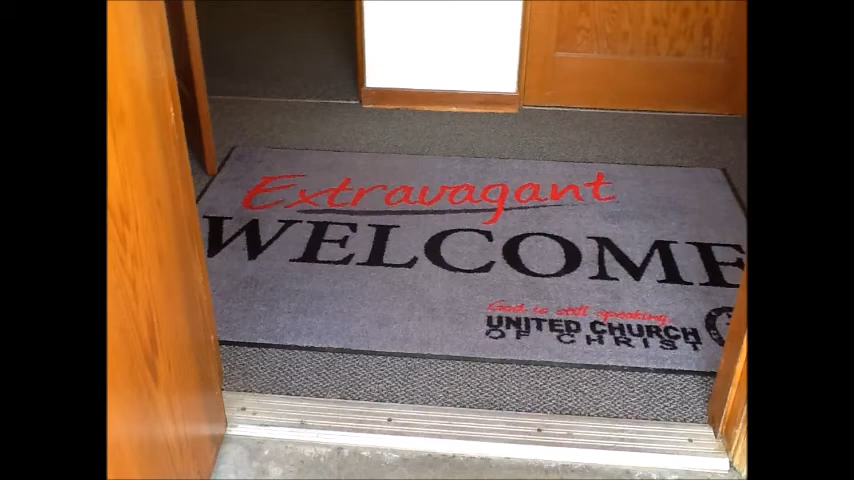 Extravagant
WELCOME
God is still speaking,
UNITED CHURCH
OF CHRIST